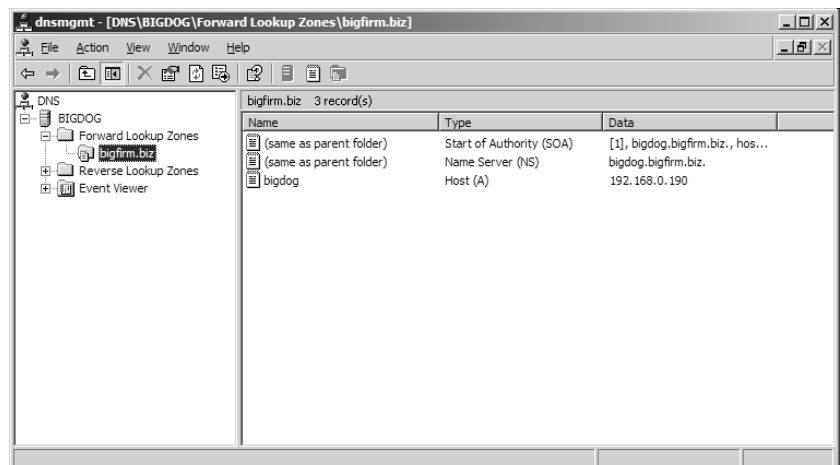 dnsmgmt - [DNS\BIGDOG\Forward Lookup Zones\bigfirm.biz]
File Action View Window Help
DNS
BIGDOG
Forward Lookup Zones
bigfirm.biz
Reverse Lookup Zones
Event Viewer
bigfirm.biz 3 record(s)
Name Type Data
(same as parent folder) Start of Authority (SOA) [1], bigdog.bigfirm.biz., hos...
(same as parent folder) Name Server (NS) bigdog.bigfirm.biz.
bigdog Host (A) 192.168.0.190